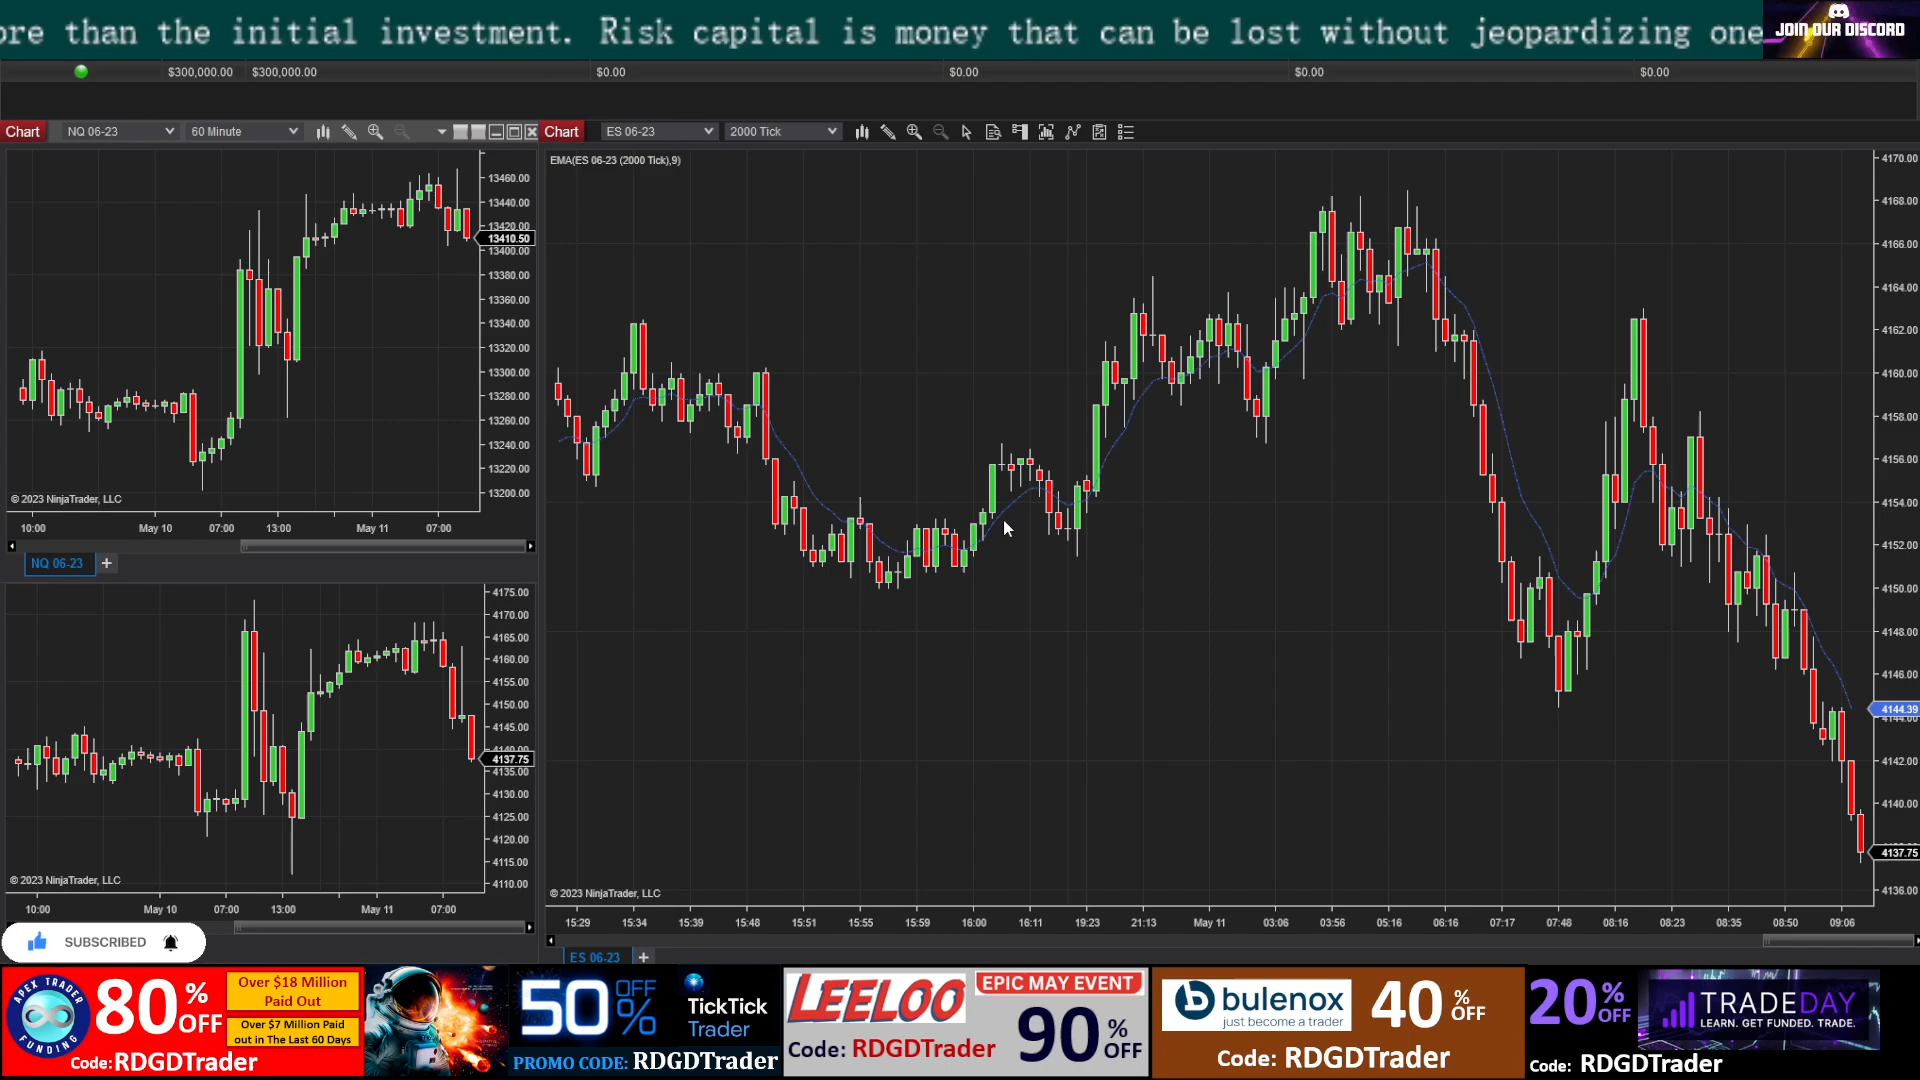 ore than the initial investment. Risk capital is money that can be lost without jeopardizing one
JOIN OUR DISCORD
$300,000.00 $300,000.00 $0.00 $0.00 $0.00 $0.00
Chart NQ 06-23 60 Minute
Chart ES 06-23 2000 Tick
13460.00
13440.00
13420.00
13410.50
13400.00
13380.00
13360.00
13340.00
13320.00
13300.00
13280.00
13260.00
13240.00
13220.00
13200.00
© 2023 NinjaTrader, LLC
10:00 May 10 07:00 13:00 May 11 07:00
NQ 06-23 +
4175.00
4170.00
4165.00
4160.00
4155.00
4150.00
4145.00
4140.00
4137.75
4135.00
4130.00
4125.00
4120.00
4115.00
4110.00
© 2023 NinjaTrader, LLC
10:00 May 10 07:00 13:00 May 11 07:00
EMA(ES 06-23 (2000 Tick),9)
4170.00
4168.00
4166.00
4164.00
4162.00
4160.00
4158.00
4156.00
4154.00
4152.00
4150.00
4148.00
4146.00
4144.39
4144.00
4142.00
4140.00
4137.75
4136.00
© 2023 NinjaTrader, LLC
15:29 15:34 15:39 15:48 15:51 15:55 15:59 16:00 16:11 19:23 21:13 May 11 03:06 03:56 05:16 06:16 07:17 07:48 08:16 08:23 08:35 08:50 09:06
ES 06-23 +
SUBSCRIBED
APEX TRADER FUNDING
80% OFF
Over $18 Million
Paid Out
Over $7 Million Paid
out in The Last 60 Days
Code:RDGDTrader
50% OFF
TickTick
Trader
PROMO CODE: RDGDTrader
LEELOO
EPIC MAY EVENT
90% OFF
Code: RDGDTrader
bulenox
just become a trader
40% OFF
Code: RDGDTrader
20% OFF
TRADEDAY
LEARN. GET FUNDED. TRADE.
Code: RDGDTrader